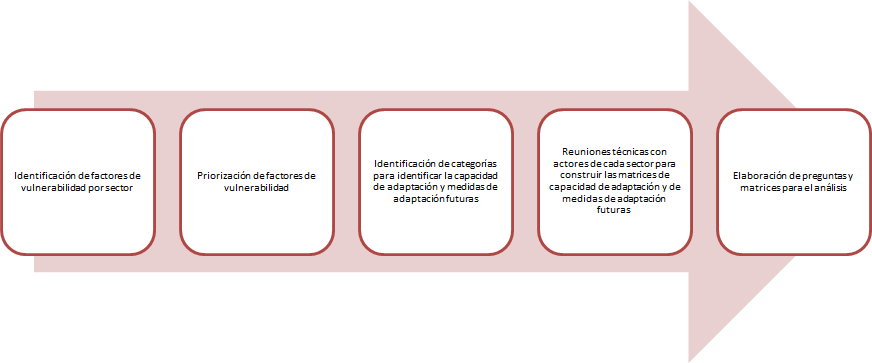 Identificación de factores de
vulnerabilidad por sector
Priorización de factores de
vulnerabilidad
Identificación de categorías
para identificar la capacidad
de adaptación y medidas de
adaptación futuras
Reuniones técnicas con
actores de cada sector para
construir las matrices de
capacidad de adaptación y de
medidas de adaptación
futuras
Elaboración de preguntas y
matrices para el análisis